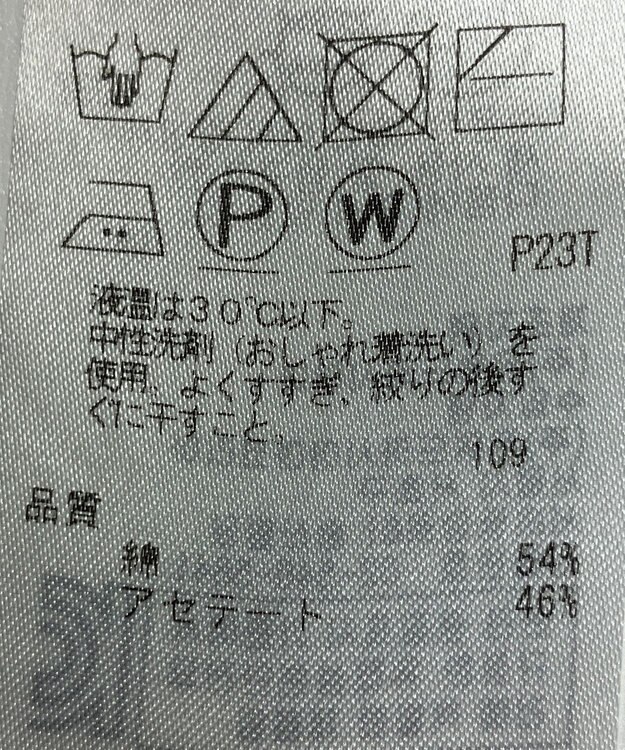 P W
P23T
液温は30℃以下。
中性洗剤（おしゃれ着洗い）を
使用、よくすすぎ、絞りの後す
ぐに干すこと。
109
品質
綿 54%
アセテート 46%